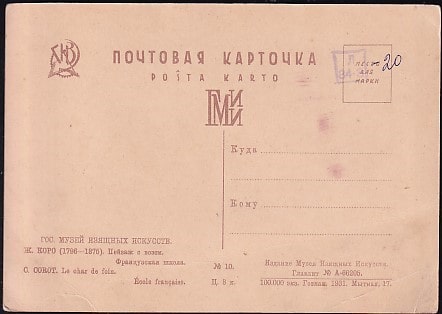 ПОЧТОВАЯ КАРТОЧКА
POŜTA KARTO
МЕСТО
ДЛЯ
МАРКИ
-20
ГМИИ
Куда
Кому
ГОС. МУЗЕЙ ИЗЯЩНЫХ ИСКУССТВ.
Ж. КОРО (1796—1875). Пейзаж с возом.
Французская школа.
C. COROT. Le char de foin.
École française.
№ 10.
Ц. 8 к.
Издание Музея Изящных Искусств.
Главлит № А-66205.
100.000 экз. Гознак. 1931. Мытная, 17.